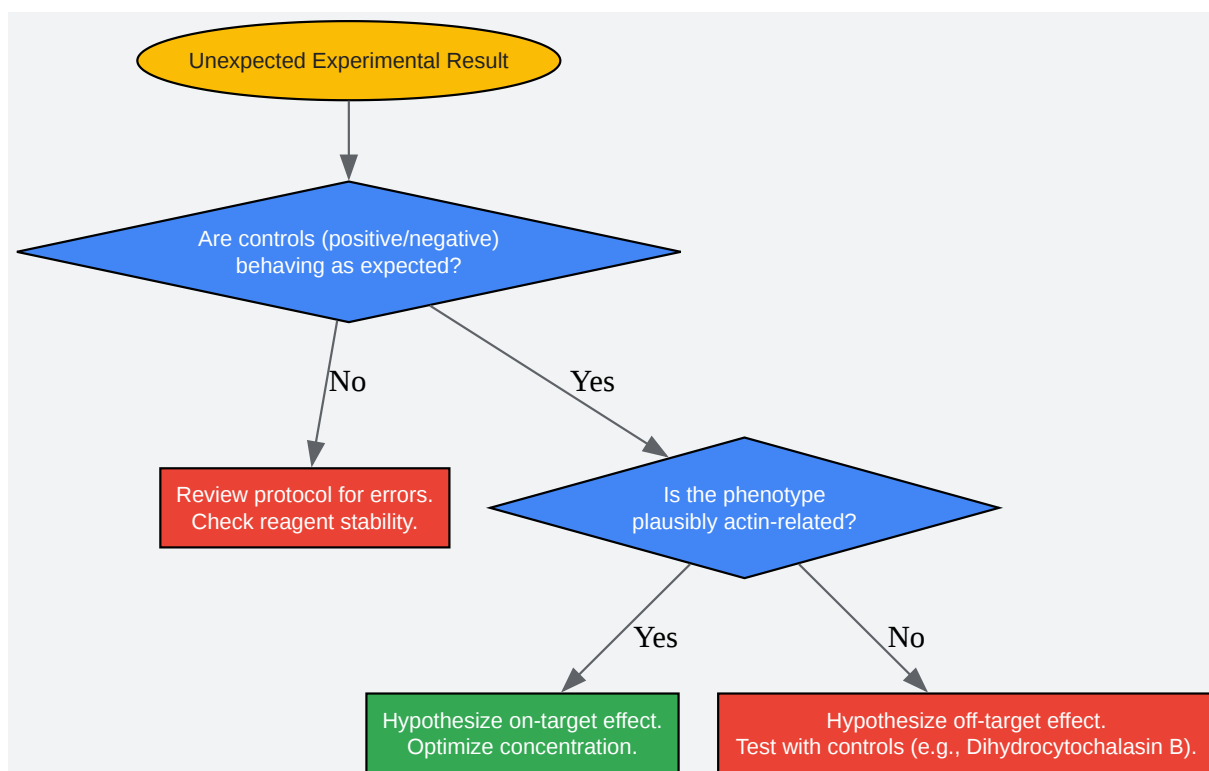 Unexpected Experimental Result
Are controls (positive/negative)
behaving as expected?
No
Yes
Review protocol for errors.
Check reagent stability.
Is the phenotype
plausibly actin-related?
Yes
No
Hypothesize on-target effect.
Optimize concentration.
Hypothesize off-target effect.
Test with controls (e.g., Dihydrocytochalasin B).